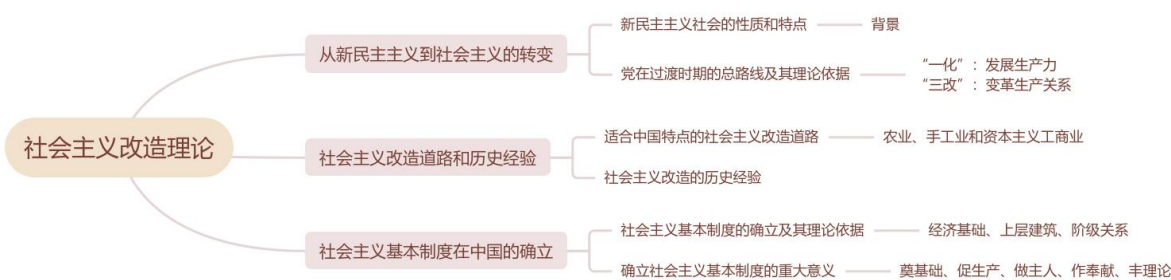 社会主义改造理论
从新民主主义到社会主义的转变
新民主主义社会的性质和特点
背景
党在过渡时期的总路线及其理论依据
“一化”：发展生产力
“三改”：变革生产关系
社会主义改造道路和历史经验
适合中国特点的社会主义改造道路
农业、手工业和资本主义工商业
社会主义改造的历史经验
社会主义基本制度在中国的确立
社会主义基本制度的确立及其理论依据
经济基础、上层建筑、阶级关系
确立社会主义基本制度的重大意义
奠基础、促生产、做主人、作奉献、丰理论